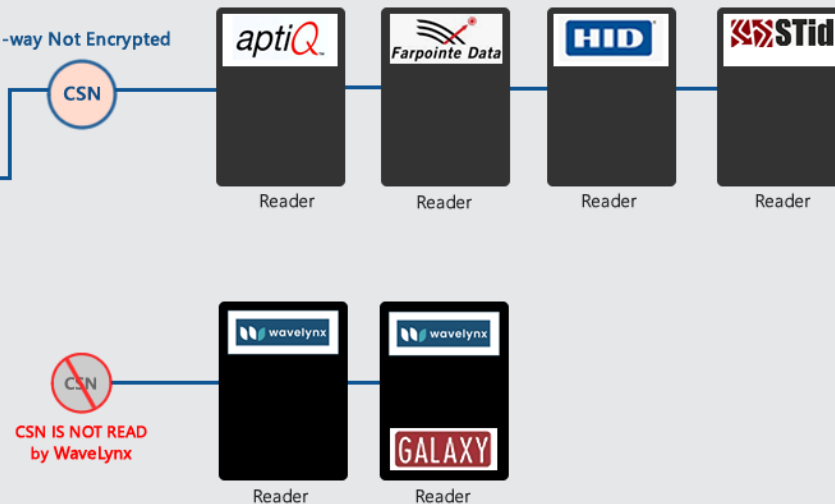 -way Not Encrypted
CSN
aptiQ
Farpointe Data
HID
STid
Reader
Reader
Reader
Reader
CSN
CSN IS NOT READ
by WaveLynx
wavelynx
wavelynx
GALAXY
Reader
Reader